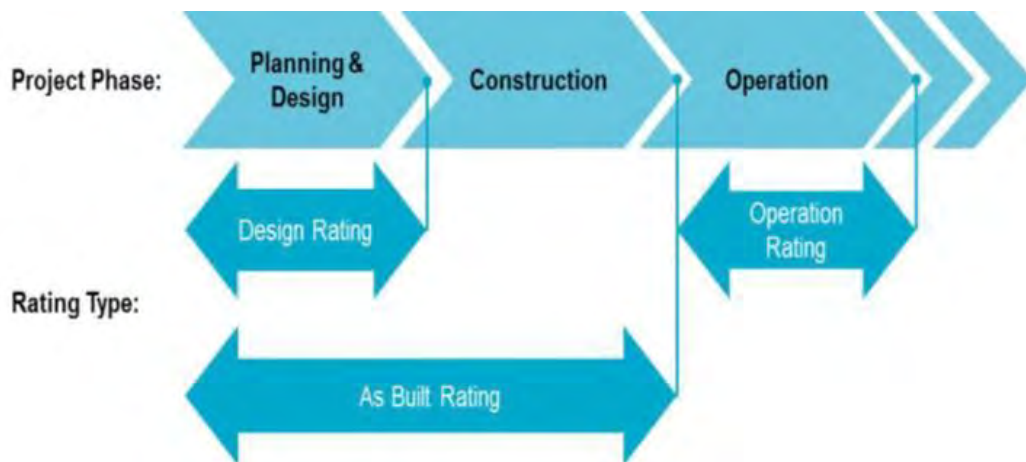 Project Phase:
Planning &
Design
Construction
Operation
Design Rating
Operation
Rating
Rating Type:
As Built Rating